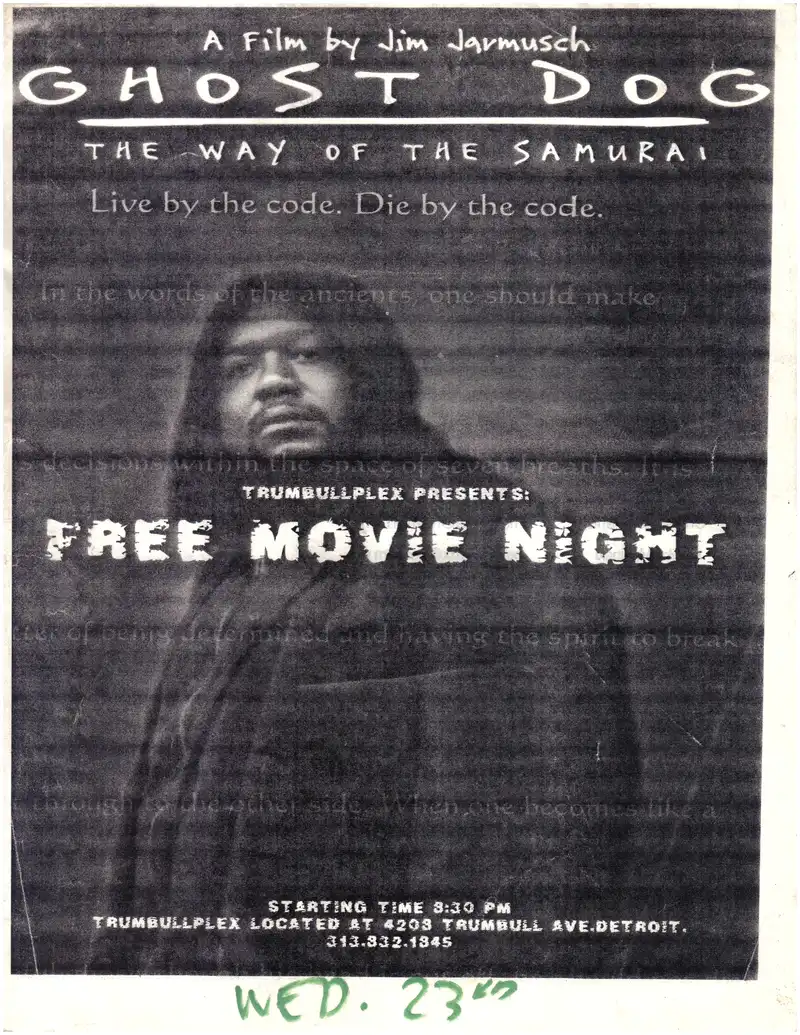 A Film by Jim Jarmusch
GHOST DOG
THE WAY OF THE SAMURAI
Live by the code. Die by the code.
In the words of the ancients, one should make
s decisions within the space of seven breaths. It is
TRUMBULLPLEX PRESENTS:
FREE MOVIE NIGHT
tter of being determined and having the spirit to break
t through to the other side. When one becomes like a
STARTING TIME 8:30 PM
TRUMBULLPLEX LOCATED AT 4203 TRUMBULL AVE.DETROIT.
313.832.1845
WED. 23RD